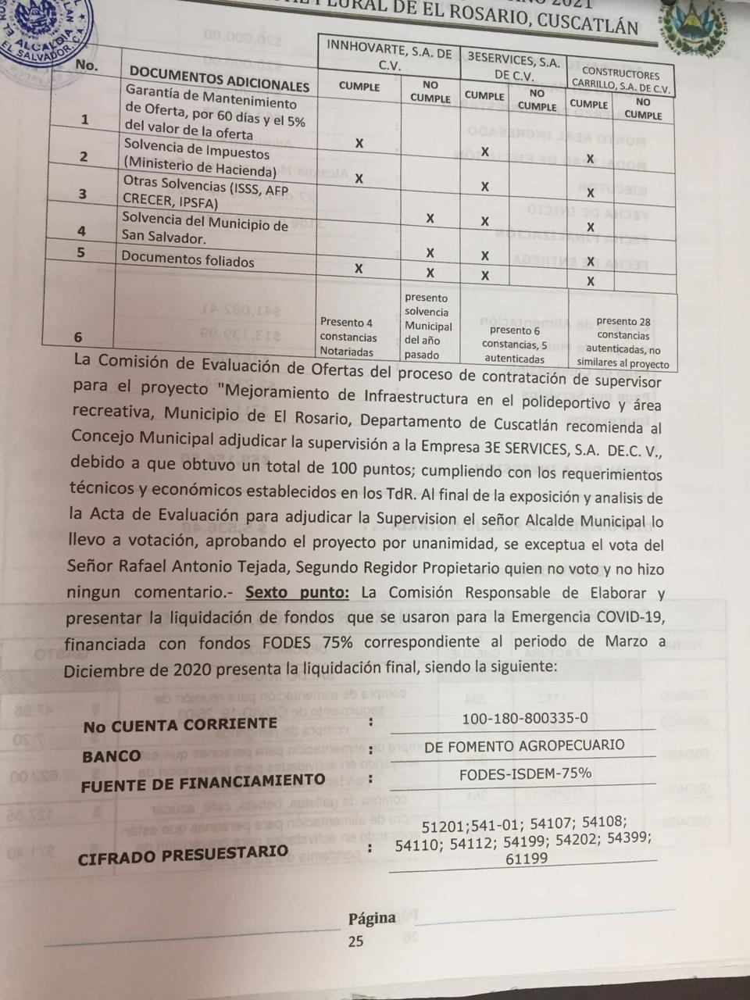 2021
PLURAL DE EL ROSARIO, CUSCATLÁN
ALCALDIA
EL SALVADOR, C.A.
No. DOCUMENTOS ADICIONALES INNHOVARTE, S.A. DE C.V. 3ESERVICES, S.A. DE C.V. CONSTRUCTORES CARRILLO, S.A. DE C.V.
CUMPLE NO CUMPLE CUMPLE NO CUMPLE CUMPLE NO CUMPLE
1 Garantía de Mantenimiento
de Oferta, por 60 días y el 5%
del valor de la oferta X X X
2 Solvencia de Impuestos
(Ministerio de Hacienda) X X X
3 Otras Solvencias (ISSS, AFP
CRECER, IPSFA) X X X
4 Solvencia del Municipio de
San Salvador. X X X
5 Documentos foliados X X X X
6 Presento 4
constancias
Notariadas
presento
solvencia
Municipal
del año
pasado
presento 6
constancias, 5
autenticadas
presento 28
constancias
autenticadas, no
similares al proyecto
La Comisión de Evaluación de Ofertas del proceso de contratación de supervisor
para el proyecto "Mejoramiento de Infraestructura en el polideportivo y área
recreativa, Municipio de El Rosario, Departamento de Cuscatlán recomienda al
Concejo Municipal adjudicar la supervisión a la Empresa 3E SERVICES, S.A. DE.C. V.,
debido a que obtuvo un total de 100 puntos; cumpliendo con los requerimientos
técnicos y económicos establecidos en los TdR. Al final de la exposición y analisis de
la Acta de Evaluación para adjudicar la Supervision el señor Alcalde Municipal lo
llevo a votación, aprobando el proyecto por unanimidad, se exceptua el vota del
Señor Rafael Antonio Tejada, Segundo Regidor Propietario quien no voto y no hizo
ningun comentario.- Sexto punto: La Comisión Responsable de Elaborar y
presentar la liquidación de fondos que se usaron para la Emergencia COVID-19,
financiada con fondos FODES 75% correspondiente al periodo de Marzo a
Diciembre de 2020 presenta la liquidación final, siendo la siguiente:
No CUENTA CORRIENTE : 100-180-800335-0
BANCO : DE FOMENTO AGROPECUARIO
FUENTE DE FINANCIAMIENTO : FODES-ISDEM-75%
CIFRADO PRESUESTARIO : 51201;541-01; 54107; 54108;
54110; 54112; 54199; 54202; 54399;
61199
Página
25